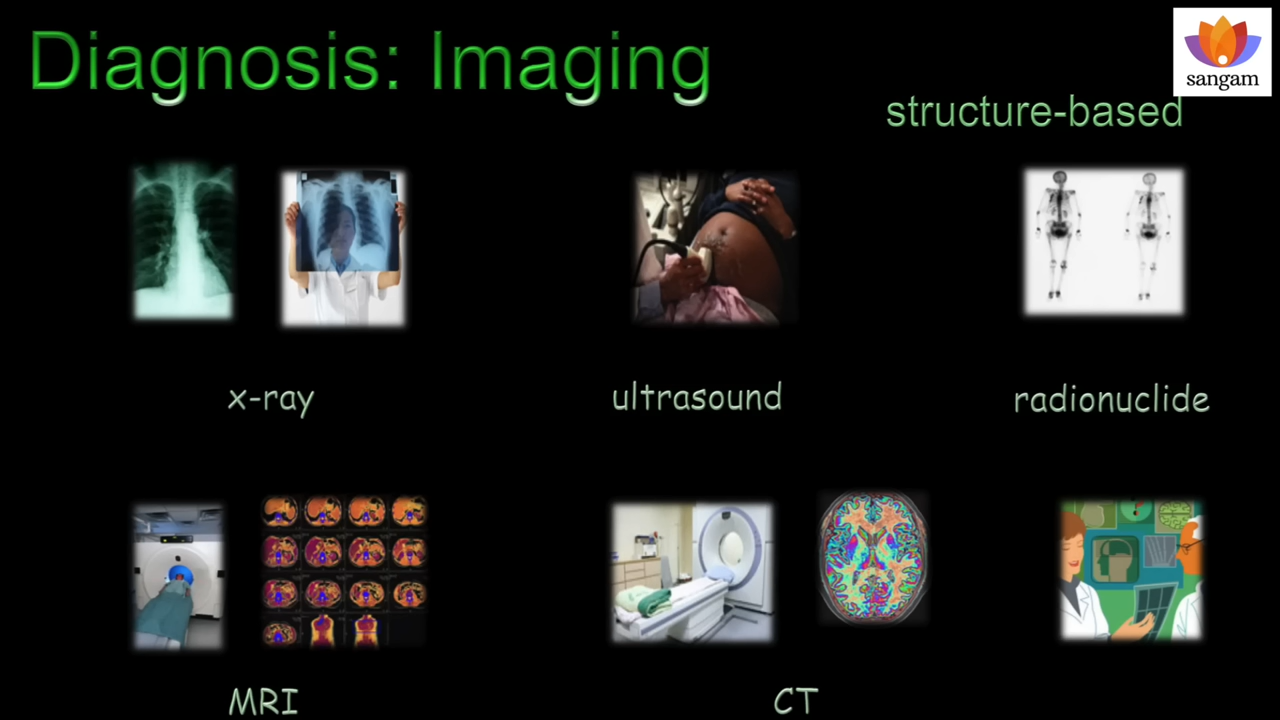 Diagnosis: Imaging
sangam
structure-based
x-ray
ultrasound
radionuclide
MRI
CT